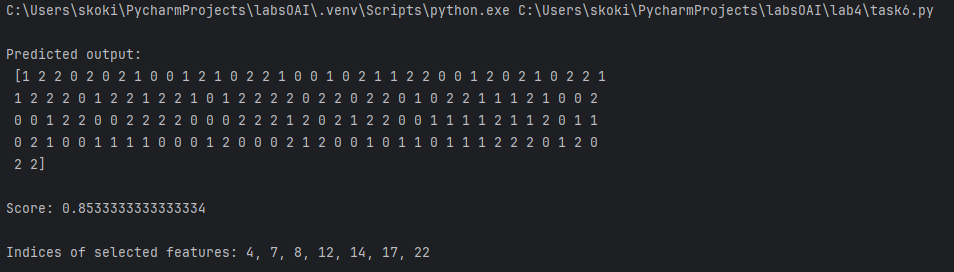 C:\Users\skoki\PycharmProjects\labsOAI\.venv\Scripts\python.exe C:\Users\skoki\PycharmProjects\labsOAI\lab4\task6.py
Predicted output:
[1 2 2 0 2 0 2 1 0 0 1 2 1 0 2 2 1 0 0 1 0 2 1 1 2 2 0 0 1 2 0 2 1 0 2 2 1
1 2 2 2 0 1 2 2 1 2 2 1 0 1 2 2 2 2 0 2 2 0 2 2 0 1 0 2 2 1 1 1 2 1 0 0 2
0 0 1 2 2 0 0 2 2 2 2 0 0 0 2 2 2 1 2 0 2 1 2 2 0 0 1 1 1 1 2 1 1 2 0 1 1
0 2 1 0 0 1 1 1 1 0 0 0 1 2 0 0 0 2 1 2 0 0 1 0 1 1 0 1 1 1 2 2 2 0 1 2 0
2 2]
Score: 0.8533333333333334
Indices of selected features: 4, 7, 8, 12, 14, 17, 22